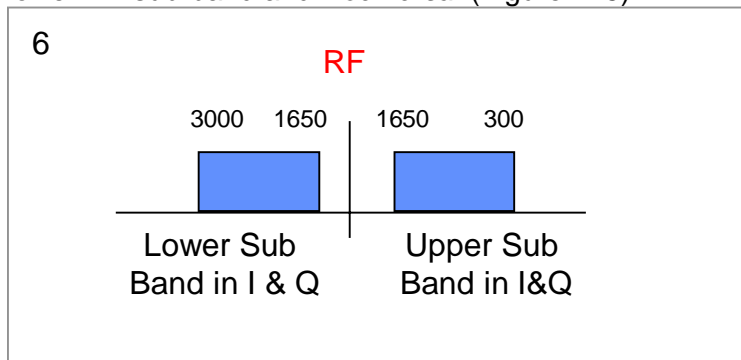 6
RF
3000 1650 1650 300
Lower Sub Upper Sub
Band in I & Q Band in I&Q